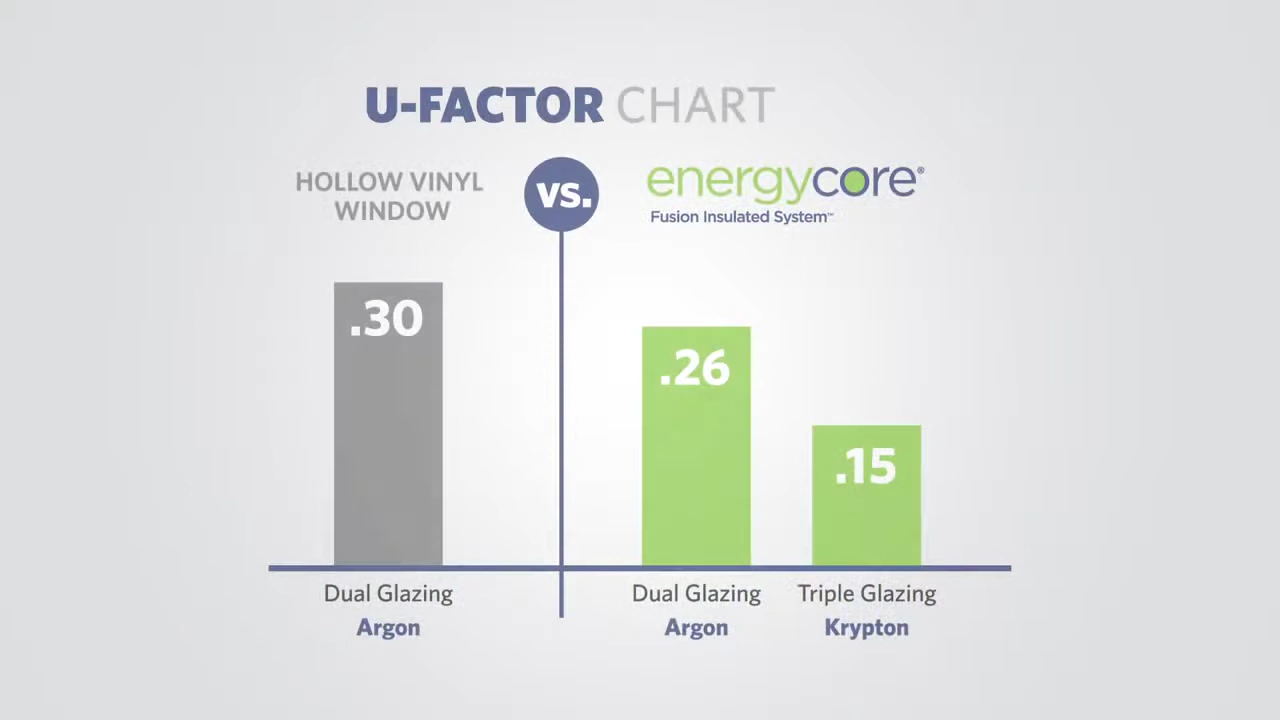 U-FACTOR CHART
HOLLOW VINYL
WINDOW
vs.
energycore®
Fusion Insulated System™
.30
.26
.15
Dual Glazing
Argon
Dual Glazing
Argon
Triple Glazing
Krypton